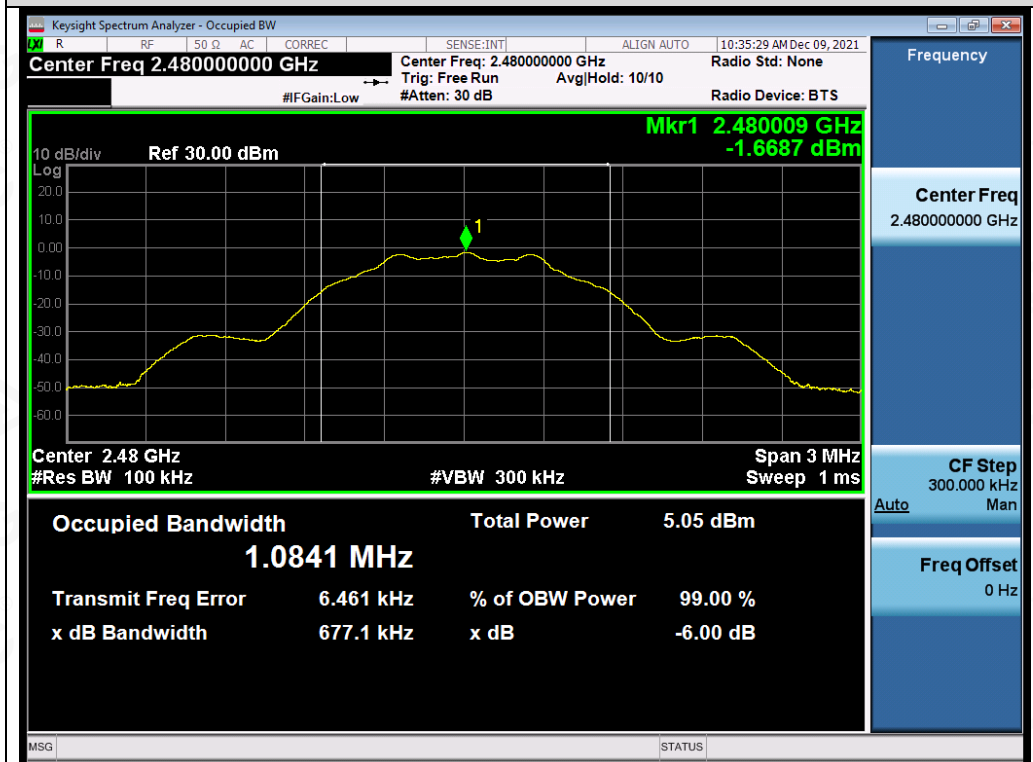 Keysight Spectrum Analyzer - Occupied BW
LXI R RF 50 Ω AC CORREC SENSE:INT ALIGN AUTO 10:35:29 AM Dec 09, 2021
Center Freq 2.480000000 GHz
Center Freq: 2.480000000 GHz Radio Std: None
Trig: Free Run Avg|Hold: 10/10
#IFGain:Low #Atten: 30 dB Radio Device: BTS
Frequency
Mkr1 2.480009 GHz
-1.6687 dBm
10 dB/div Ref 30.00 dBm
Log
20.0
10.0
0.00
-10.0
-20.0
-30.0
-40.0
-50.0
-60.0
1
Center 2.48 GHz Span 3 MHz
#Res BW 100 kHz #VBW 300 kHz Sweep 1 ms
Occupied Bandwidth Total Power 5.05 dBm
1.0841 MHz
Transmit Freq Error 6.461 kHz % of OBW Power 99.00 %
x dB Bandwidth 677.1 kHz x dB -6.00 dB
Center Freq
2.480000000 GHz
CF Step
300.000 kHz
Auto Man
Freq Offset
0 Hz
MSG STATUS